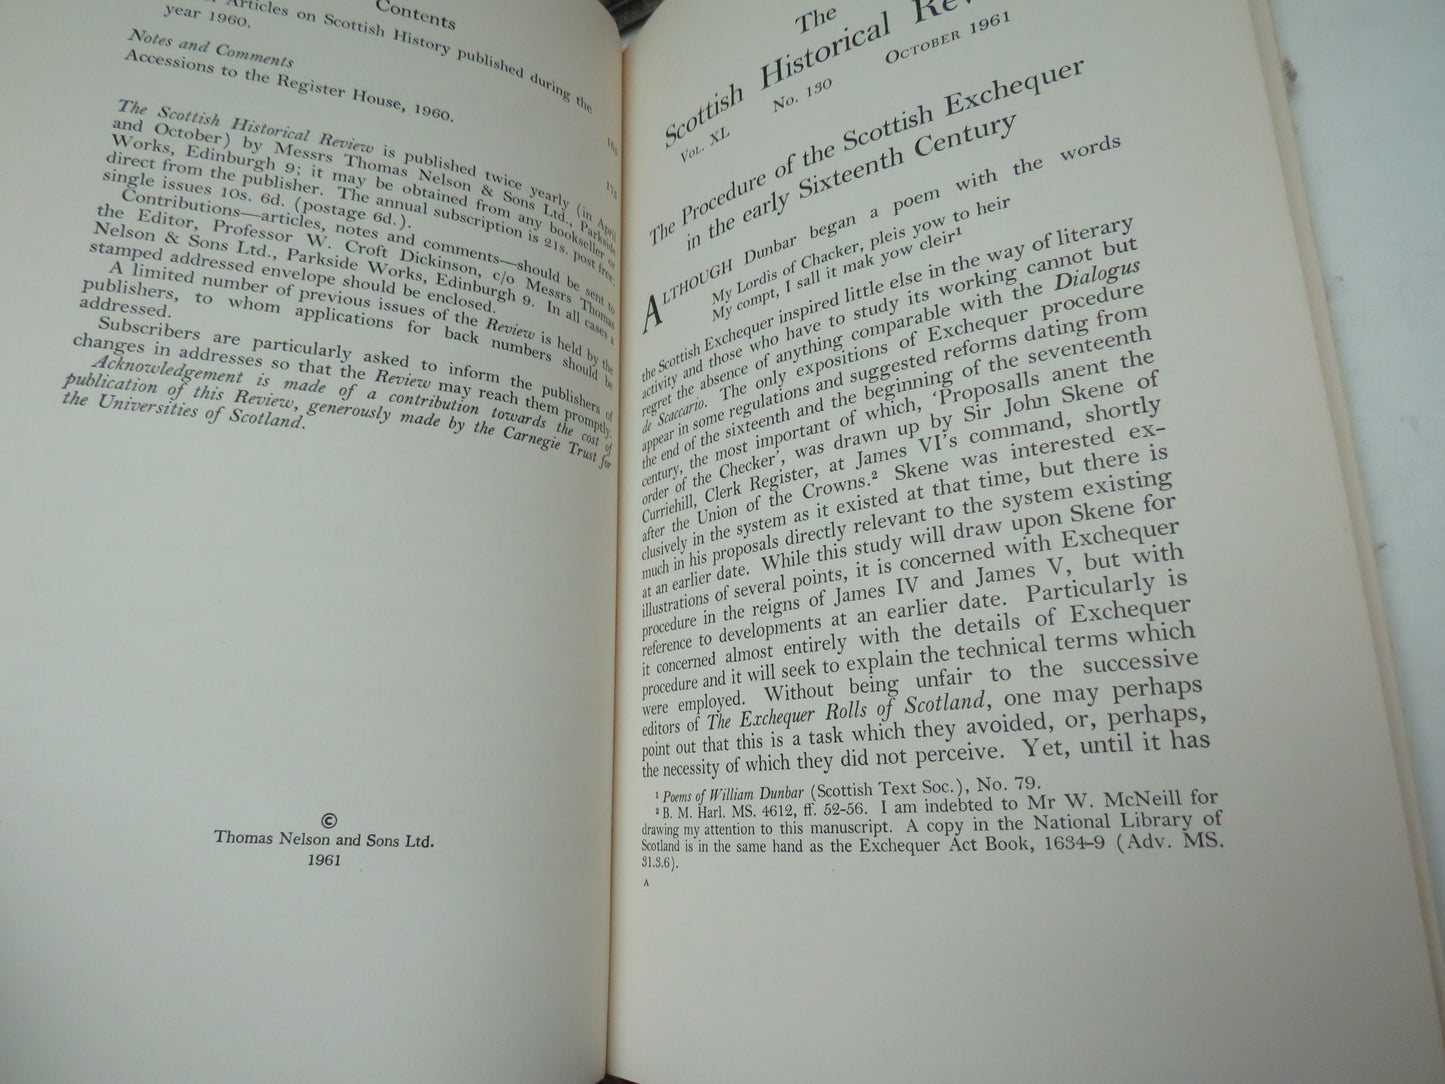 Contents
Articles on Scottish History published during the
year 1960.
165
Notes and Comments
Accessions to the Register House, 1960.
The Scottish Historical Review is published twice yearly (in April
and October) by Messrs Thomas Nelson & Sons Ltd., Parkside
Works, Edinburgh 9; it may be obtained from any bookseller or
direct from the publisher. The annual subscription is 21s. post free,
single issues 10s. 6d. (postage 6d.).
Contributions—articles, notes and comments—should be sent to
the Editor, Professor W. Croft Dickinson, c/o Messrs Thomas
Nelson & Sons Ltd., Parkside Works, Edinburgh 9. In all cases a
stamped addressed envelope should be enclosed.
A limited number of previous issues of the Review is held by the
publishers, to whom applications for back numbers should be
addressed.
Subscribers are particularly asked to inform the publishers of
changes in addresses so that the Review may reach them promptly.
Acknowledgement is made of a contribution towards the cost of
publication of this Review, generously made by the Carnegie Trust for
the Universities of Scotland.
©
Thomas Nelson and Sons Ltd.
1961
The
Scottish Historical
Vol. XL No. 130 October 1961
The Procedure of the Scottish Exchequer
in the early Sixteenth Century
ALTHOUGH Dunbar began a poem with the words
My Lordis of Chacker, pleis yow to heir
My compt, I sall it mak yow cleir¹
the Scottish Exchequer inspired little else in the way of literary
activity and those who have to study its working cannot but
regret the absence of anything comparable with the Dialogus
de Scaccario. The only expositions of Exchequer procedure
appear in some regulations and suggested reforms dating from
the end of the sixteenth and the beginning of the seventeenth
century, the most important of which, 'Proposalls anent the
order of the Checker', was drawn up by Sir John Skene of
Curriehill, Clerk Register, at James VI's command, shortly
after the Union of the Crowns.² Skene was interested ex-
clusively in the system as it existed at that time, but there is
much in his proposals directly relevant to the system existing
at an earlier date. While this study will draw upon Skene for
illustrations of several points, it is concerned with Exchequer
procedure in the reigns of James IV and James V, but with
reference to developments at an earlier date. Particularly is
it concerned almost entirely with the details of Exchequer
procedure and it will seek to explain the technical terms which
were employed. Without being unfair to the successive
editors of The Exchequer Rolls of Scotland, one may perhaps
point out that this is a task which they avoided, or, perhaps,
the necessity of which they did not perceive. Yet, until it has
¹ Poems of William Dunbar (Scottish Text Soc.), No. 79.
² B. M. Harl. MS. 4612, ff. 52-56. I am indebted to Mr W. McNeill for
drawing my attention to this manuscript. A copy in the National Library of
Scotland is in the same hand as the Exchequer Act Book, 1634-9 (Adv. MS.
31.3.6).
A